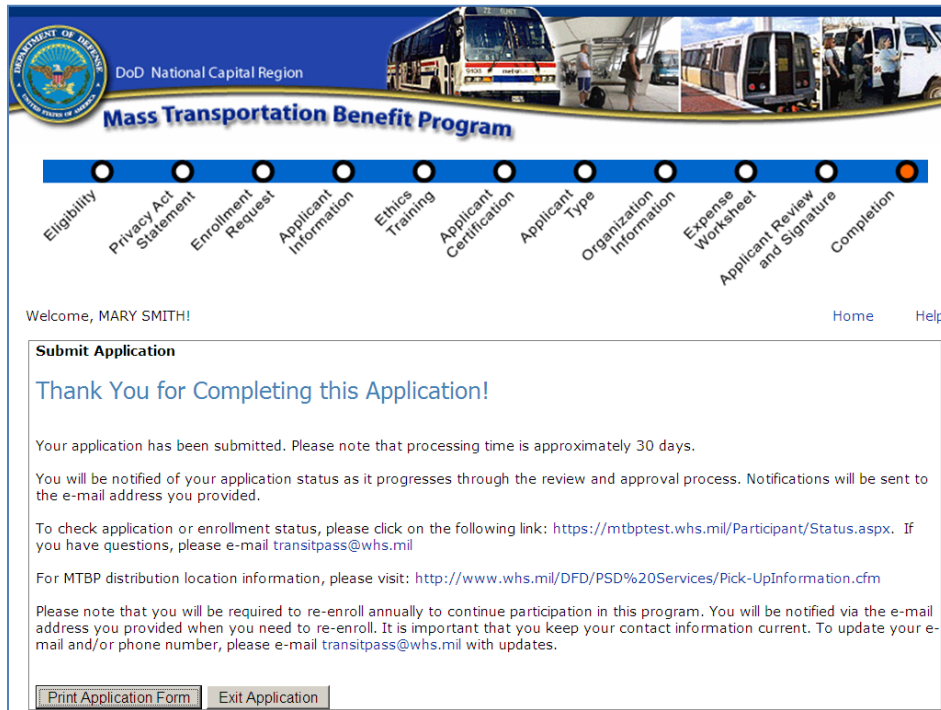 DEPARTMENT OF DEFENSE
UNITED STATES OF AMERICA
DoD National Capital Region
Mass Transportation Benefit Program
Eligibility
Privacy Act
Statement
Enrollment
Request
Applicant
Information
Ethics
Training
Applicant
Certification
Applicant
Type
Organization
Information
Expense
Worksheet
Applicant Review
and Signature
Completion
Welcome, MARY SMITH!
Home Help
Submit Application
Thank You for Completing this Application!
Your application has been submitted. Please note that processing time is approximately 30 days.
You will be notified of your application status as it progresses through the review and approval process. Notifications will be sent to
the e-mail address you provided.
To check application or enrollment status, please click on the following link: https://mtbptest.whs.mil/Participant/Status.aspx. If
you have questions, please e-mail transitpass@whs.mil
For MTBP distribution location information, please visit: http://www.whs.mil/DFD/PSD%20Services/Pick-UpInformation.cfm
Please note that you will be required to re-enroll annually to continue participation in this program. You will be notified via the e-mail
address you provided when you need to re-enroll. It is important that you keep your contact information current. To update your e-
mail and/or phone number, please e-mail transitpass@whs.mil with updates.
Print Application Form Exit Application